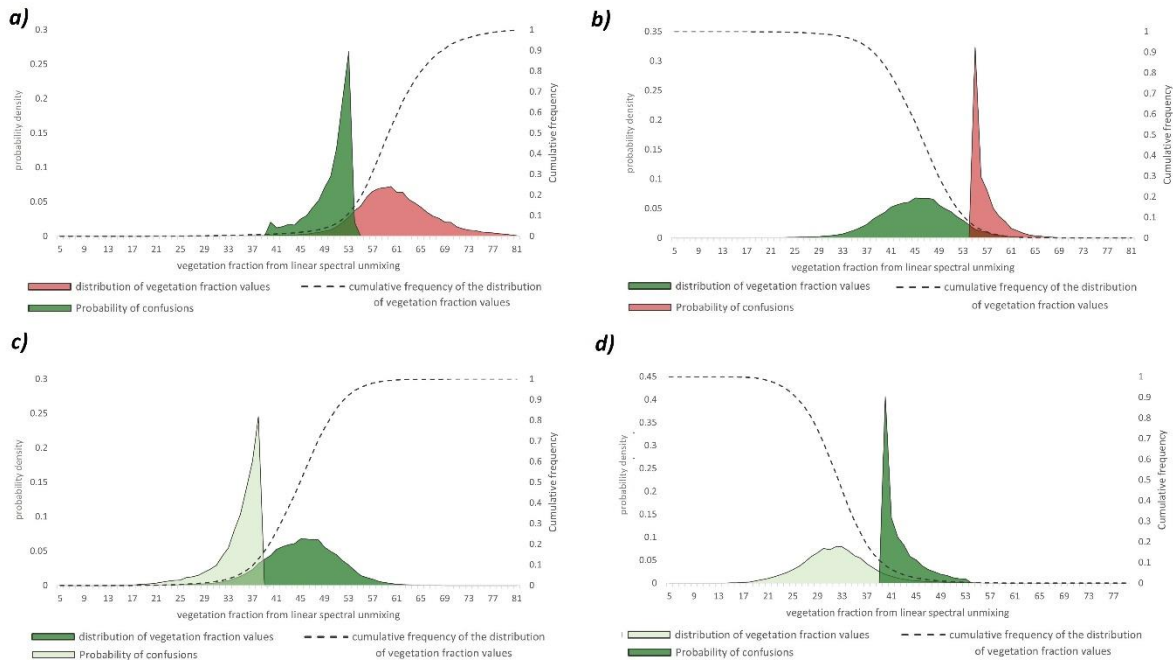 a)
0.3
0.25
0.2
0.15
0.1
0.05
0
probability density
1
0.9
0.8
0.7
0.6
0.5
0.4
0.3
0.2
0.1
0
Cumulative frequency
5 9 13 17 21 25 29 33 37 41 45 49 53 57 61 65 69 73 77 81
vegetation fraction from linear spectral unmixing
distribution of vegetation fraction values
cumulative frequency of the distribution
of vegetation fraction values
Probability of confusions
b)
0.35
0.3
0.25
0.2
0.15
0.1
0.05
0
probability density
1
0.9
0.8
0.7
0.6
0.5
0.4
0.3
0.2
0.1
0
Cumulative frequency
5 9 13 17 21 25 29 33 37 41 45 49 53 57 61 65 69 73 77 81
vegetation fraction from linear spectral unmixing
distribution of vegetation fraction values
cumulative frequency of the distribution
of vegetation fraction values
Probability of confusions
c)
0.3
0.25
0.2
0.15
0.1
0.05
0
probability density
1
0.9
0.8
0.7
0.6
0.5
0.4
0.3
0.2
0.1
0
Cumulative frequency
5 9 13 17 21 25 29 33 37 41 45 49 53 57 61 65 69 73 77 81
vegetation fraction from linear spectral unmixing
distribution of vegetation fraction values
cumulative frequency of the distribution
of vegetation fraction values
Probability of confusions
d)
0.45
0.4
0.35
0.3
0.25
0.2
0.15
0.1
0.05
0
probability density
1
0.9
0.8
0.7
0.6
0.5
0.4
0.3
0.2
0.1
0
Cumulative frequency
5 9 13 17 21 25 29 33 37 41 45 49 53 57 61 65 69 73 77
vegetation fraction from linear spectral unmixing
distribution of vegetation fraction values
cumulative frequency of the distribution
of vegetation fraction values
Probability of confusions